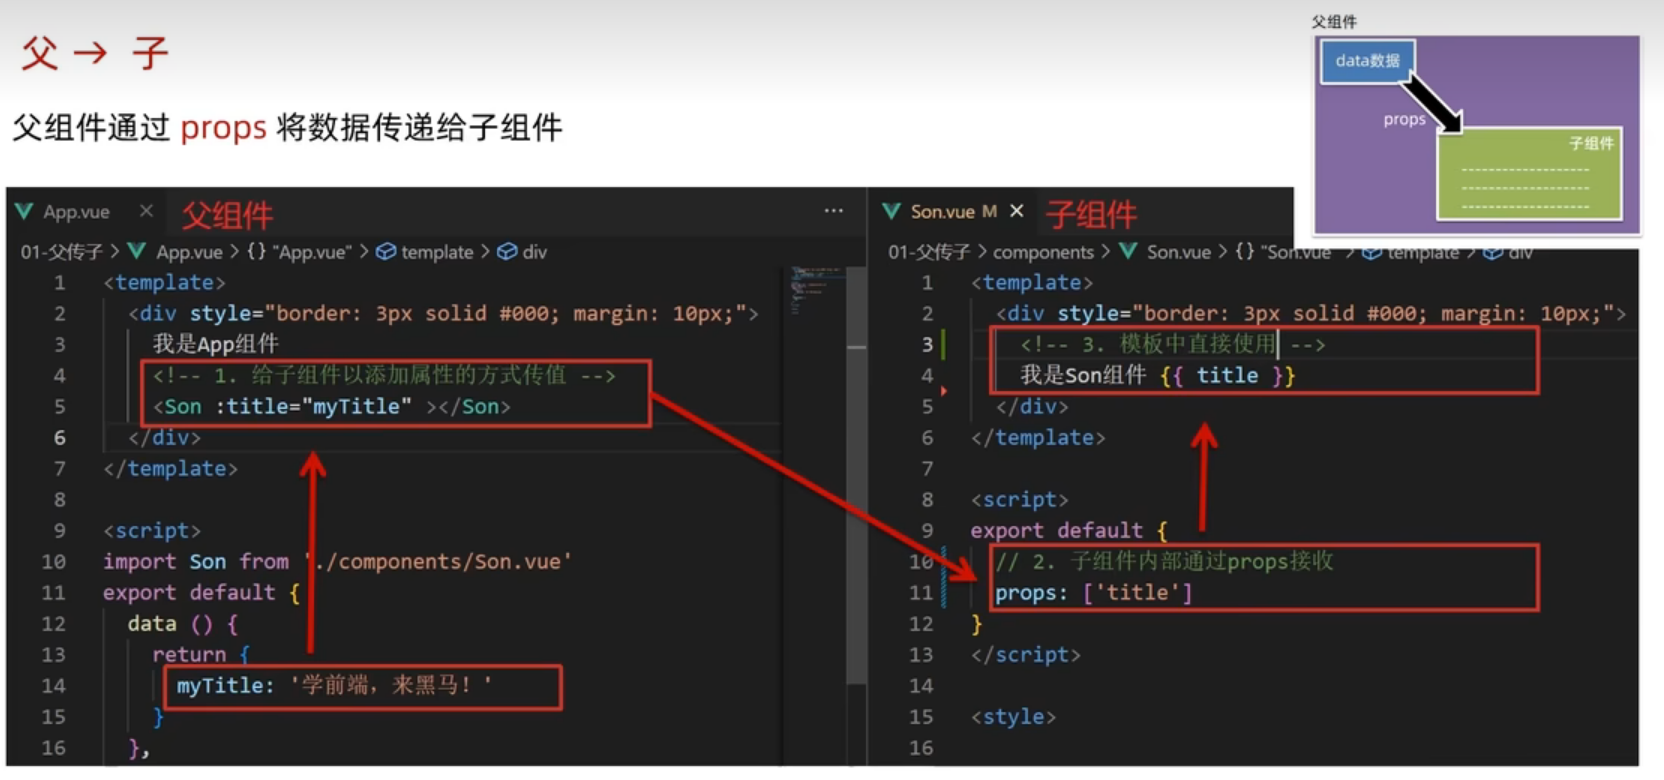 父 → 子
父组件通过 props 将数据传递给子组件
父组件
data数据
props
子组件
App.vue × 父组件 ···
01-父传子 > App.vue > {} "App.vue" > template > div
1 <template>
2 <div style="border: 3px solid #000; margin: 10px;">
3 我是App组件
4 <!-- 1. 给子组件以添加属性的方式传值 -->
5 <Son :title="myTitle" ></Son>
6 </div>
7 </template>
8
9 <script>
10 import Son from './components/Son.vue'
11 export default {
12 data () {
13 return {
14 myTitle: '学前端，来黑马！'
15 }
16 },
Son.vue M × 子组件
01-父传子 > components > Son.vue > {} "Son.vue > template > div
1 <template>
2 <div style="border: 3px solid #000; margin: 10px;">
3 <!-- 3. 模板中直接使用 -->
4 我是Son组件 {{ title }}
5 </div>
6 </template>
7
8 <script>
9 export default {
10 // 2. 子组件内部通过props接收
11 props: ['title']
12 }
13 </script>
14
15 <style>
16